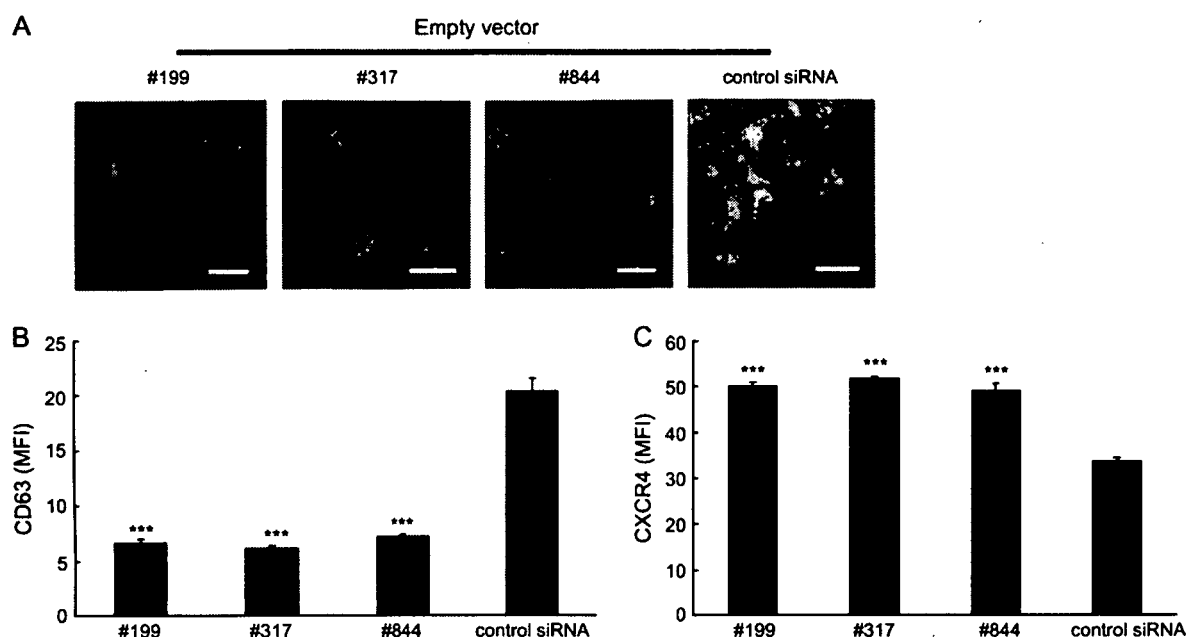 A
Empty vector
#199 #317 #844 control siRNA
B
CD63 (MFI)
25
20
15
10
5
0
*** *** ***
#199 #317 #844 control siRNA
C
CXCR4 (MFI)
60
50
40
30
20
10
0
*** *** ***
#199 #317 #844 control siRNA